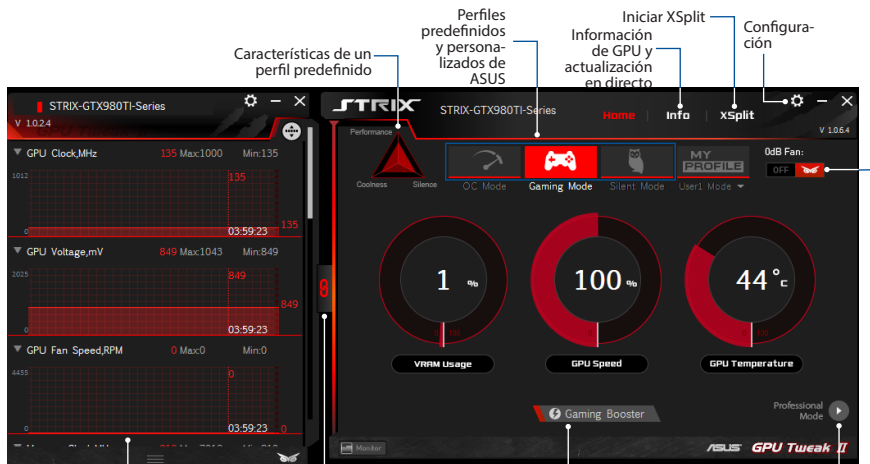 Características de un
perfil predefinido
Perfiles
predefinidos
y persona-
lizados de
ASUS
Información
de GPU y
actualización
en directo
Iniciar XSplit
Configura-
ción
STRIX-GTX980TI-Series
V 1.0.2.4
GPU Clock,MHz 135 Max:1000 Min:135
1012 135
135
0 03:59:23
GPU Voltage,mV 849 Max:1043 Min:849
2025 849
849
0 03:59:23
GPU Fan Speed,RPM 0 Max:0 Min:0
4455 0
0 03:59:23 0
STRIX
STRIX-GTX980TI-Series
Home Info XSplit
V 1.0.6.4
Performance
Coolness Silence
OC Mode
Gaming Mode
Silent Mode
MY
PROFILE
User1 Mode
0dB Fan:
OFF
1 %
VRAM Usage
100 %
GPU Speed
44°c
GPU Temperature
Gaming Booster
Professional
Mode
Monitor
ASUS GPU Tweak II